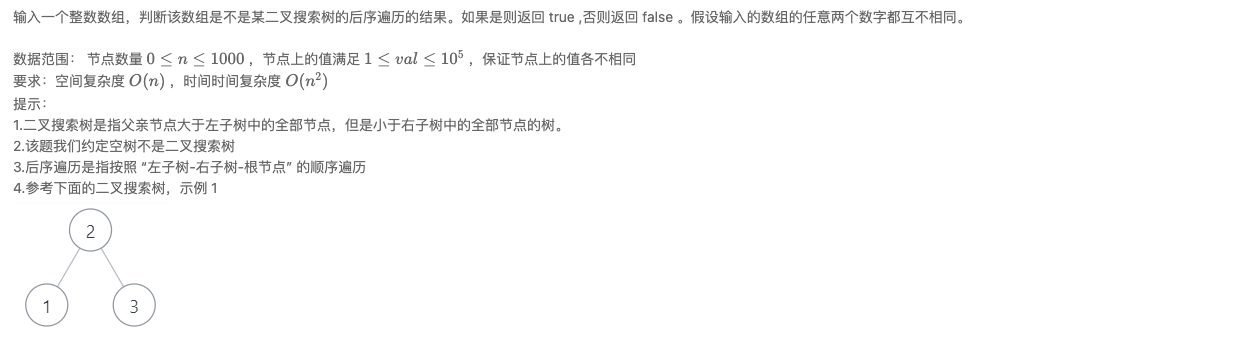 输入一个整数数组，判断该数组是不是某二叉搜索树的后序遍历的结果。如果是则返回 true ,否则返回 false 。假设输入的数组的任意两个数字都互不相同。
数据范围： 节点数量 0 ≤ n ≤ 1000 ，节点上的值满足 1 ≤ val ≤ 10⁵ ，保证节点上的值各不相同
要求：空间复杂度 O(n) ，时间时间复杂度 O(n²)
提示：
1.二叉搜索树是指父亲节点大于左子树中的全部节点，但是小于右子树中的全部节点的树。
2.该题我们约定空树不是二叉搜索树
3.后序遍历是指按照 “左子树-右子树-根节点” 的顺序遍历
4.参考下面的二叉搜索树，示例 1
2
1 3